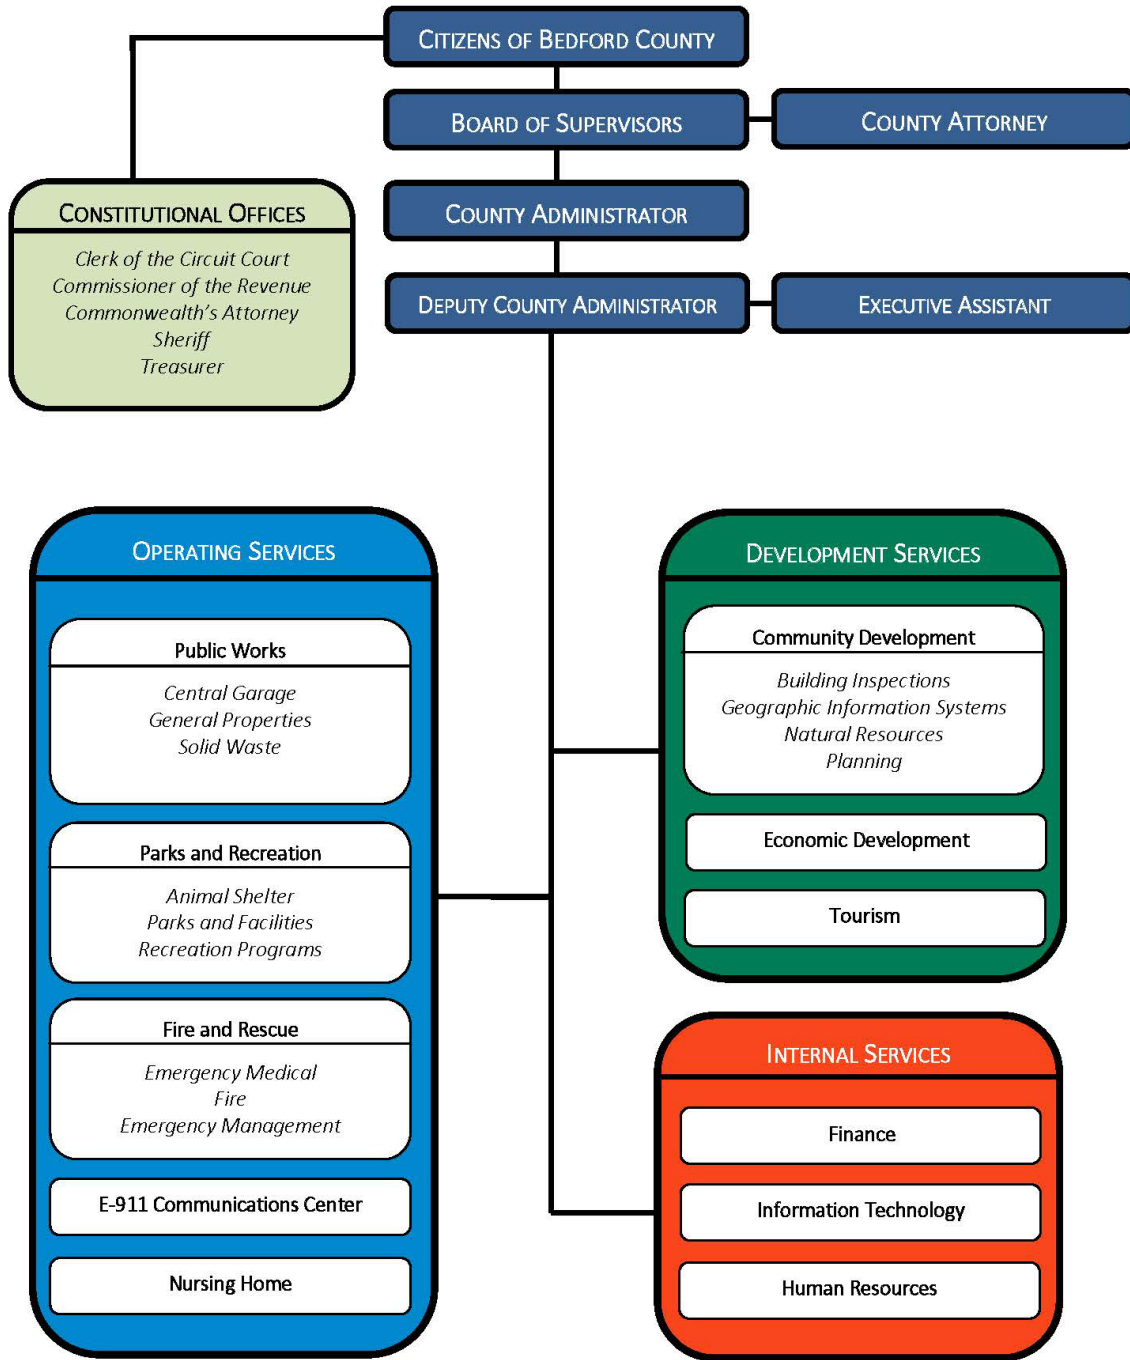 CITIZENS OF BEDFORD COUNTY
BOARD OF SUPERVISORS
COUNTY ATTORNEY
CONSTITUTIONAL OFFICES
Clerk of the Circuit Court
Commissioner of the Revenue
Commonwealth's Attorney
Sheriff
Treasurer
COUNTY ADMINISTRATOR
DEPUTY COUNTY ADMINISTRATOR
EXECUTIVE ASSISTANT
OPERATING SERVICES
Public Works
Central Garage
General Properties
Solid Waste
Parks and Recreation
Animal Shelter
Parks and Facilities
Recreation Programs
Fire and Rescue
Emergency Medical
Fire
Emergency Management
E-911 Communications Center
Nursing Home
DEVELOPMENT SERVICES
Community Development
Building Inspections
Geographic Information Systems
Natural Resources
Planning
Economic Development
Tourism
INTERNAL SERVICES
Finance
Information Technology
Human Resources